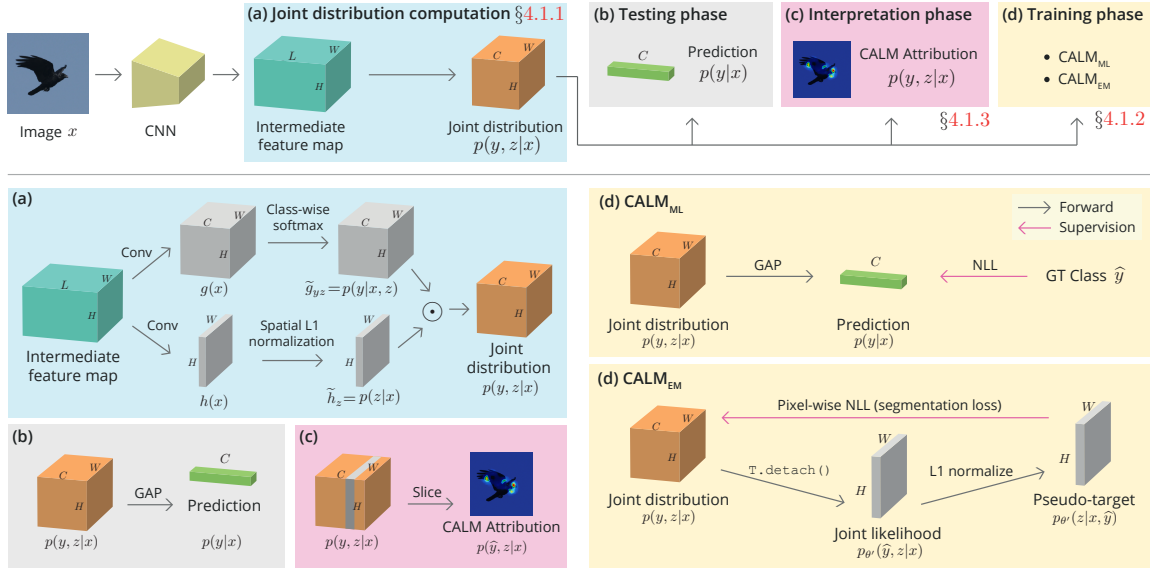 (a) Joint distribution computation §4.1.1
L
W
H
C
W
H
Image x
CNN
Intermediate
feature map
Joint distribution
p(y, z|x)
(b) Testing phase
C
Prediction
p(y|x)
(c) Interpretation phase
CALM Attribution
p(y, z|x)
§4.1.3
(d) Training phase
• CALM_ML
• CALM_EM
§4.1.2
(a)
L
W
H
Intermediate
feature map
Conv
Conv
C
W
H
g(x)
Class-wise
softmax
C
W
H
g̃_yz = p(y|x, z)
W
H
h(x)
Spatial L1
normalization
W
H
h̃_z = p(z|x)
C
W
H
Joint
distribution
p(y, z|x)
(b)
C
W
H
p(y, z|x)
GAP
C
Prediction
p(y|x)
(c)
C
W
H
p(y, z|x)
Slice
CALM Attribution
p(ŷ, z|x)
(d) CALM_ML
Forward
Supervision
C
W
H
Joint distribution
p(y, z|x)
GAP
C
Prediction
p(y|x)
NLL
GT Class ŷ
(d) CALM_EM
Pixel-wise NLL (segmentation loss)
C
W
H
Joint distribution
p(y, z|x)
T.detach()
W
H
Joint likelihood
p_θ′(ŷ, z|x)
L1 normalize
W
H
Pseudo-target
p_θ′(z|x, ŷ)